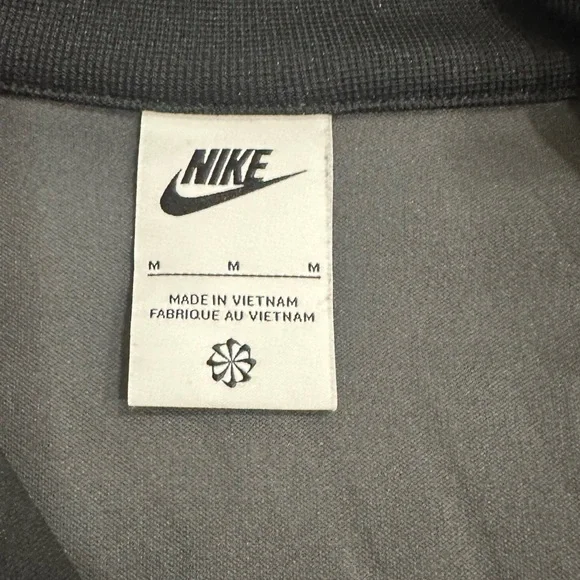 NIKE
M M M
MADE IN VIETNAM
FABRIQUE AU VIETNAM